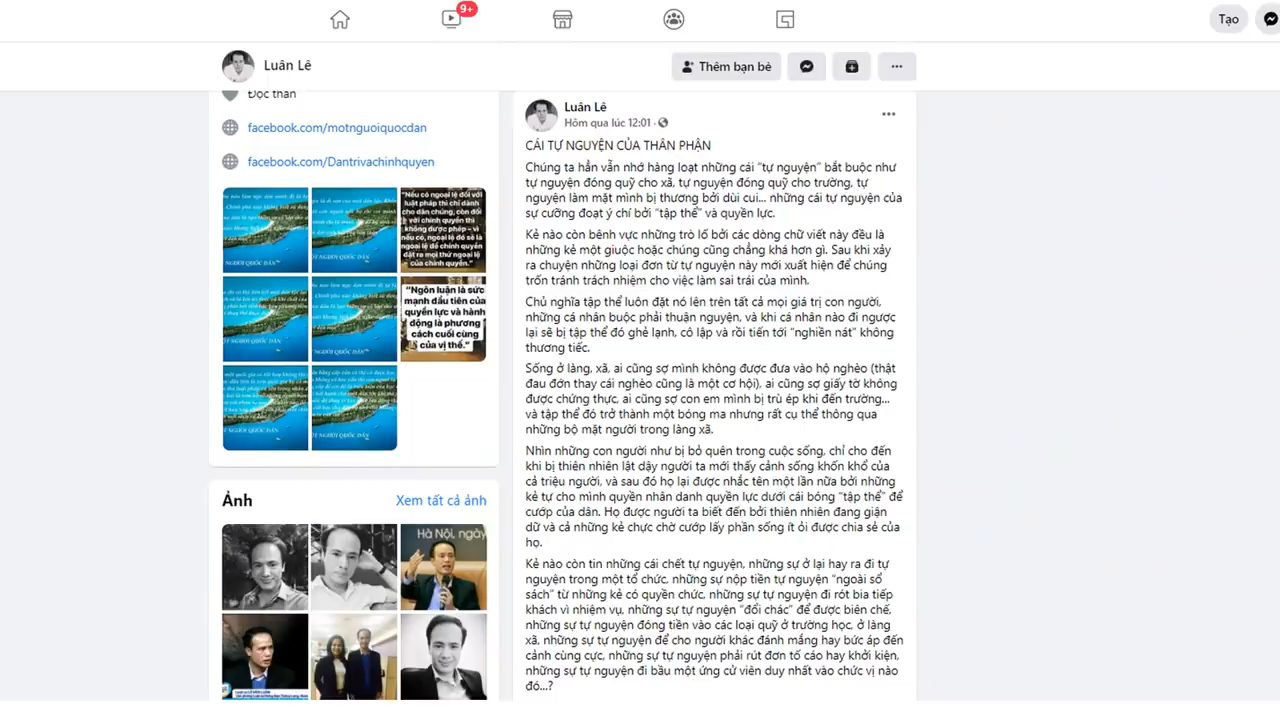 9+
Tạo
Luân Lê
Thêm bạn bè
Độc thân
facebook.com/motnguoiquocdan
facebook.com/Dantrivachinhquyen
"Nếu có ngoại lệ đối với
luật pháp thì chỉ dành
cho dân chúng, còn đối
với chính quyền thì
không được phép - vì
nếu có, ngoại lệ đó sẽ là
ngoại lệ để chính quyền
đặt ra mọi thứ ngoại lệ
của chính quyền."
NGƯỜI QUỐC DÂN
MỘT NGƯỜI QUỐC DÂN
"Ngôn luận là sức
mạnh đầu tiên của
quyền lực và hành
động là phương
cách cuối cùng
của vị thế."
MỘT NGƯỜI QUỐC DÂN
Ảnh
Xem tất cả ảnh
Hà Nội, ngày
Luân Lê
Hôm qua lúc 12:01
CÁI TỰ NGUYỆN CỦA THÂN PHẬN
Chúng ta hẳn vẫn nhớ hàng loạt những cái "tự nguyện" bắt buộc như
tự nguyện đóng quỹ cho xã, tự nguyện đóng quỹ cho trường, tự
nguyện làm mặt mình bị thương bởi dùi cui... những cái tự nguyện của
sự cưỡng đoạt ý chí bởi "tập thể" và quyền lực.
Kẻ nào còn bênh vực những trò lố bởi các dòng chữ viết này đều là
những kẻ một giuộc hoặc chúng cũng chẳng khá hơn gì. Sau khi xảy
ra chuyện những loại đơn từ tự nguyện này mới xuất hiện để chúng
trốn tránh trách nhiệm cho việc làm sai trái của mình.
Chủ nghĩa tập thể luôn đặt nó lên trên tất cả mọi giá trị con người,
những cá nhân buộc phải thuận nguyện, và khi cá nhân nào đi ngược
lại sẽ bị tập thể đó ghẻ lạnh, cô lập và rồi tiến tới "nghiền nát" không
thương tiếc.
Sống ở làng, xã, ai cũng sợ mình không được đưa vào hộ nghèo (thật
đau đớn thay cái nghèo cũng là một cơ hội), ai cũng sợ giấy tờ không
được chứng thực, ai cũng sợ con em mình bị trù ép khi đến trường...
và tập thể đó trở thành một bóng ma nhưng rất cụ thể thông qua
những bộ mặt người trong làng xã.
Nhìn những con người như bị bỏ quên trong cuộc sống, chỉ cho đến
khi bị thiên nhiên lật dậy người ta mới thấy cảnh sống khốn khổ của
cả triệu người, và sau đó họ lại được nhắc tên một lần nữa bởi những
kẻ tự cho mình quyền nhân danh quyền lực dưới cái bóng "tập thể" để
cướp của dân. Họ được người ta biết đến bởi thiên nhiên đang giận
dữ và cả những kẻ chực chờ cướp lấy phần sống ít ỏi được chia sẻ của
họ.
Kẻ nào còn tin những cái chết tự nguyện, những sự ở lại hay ra đi tự
nguyện trong một tổ chức, những sự nộp tiền tự nguyện "ngoài sổ
sách" từ những kẻ có quyền chức, những sự tự nguyện đi rót bia tiếp
khách vì nhiệm vụ, những sự tự nguyện "đổi chác" để được biên chế,
những sự tự nguyện đóng tiền vào các loại quỹ ở trường học, ở làng
xã, những sự tự nguyện để cho người khác đánh mắng hay bức áp đến
cảnh cùng cực, những sự tự nguyện phải rút đơn tố cáo hay khởi kiện,
những sự tự nguyện đi bầu một ứng cử viên duy nhất vào chức vị nào
đó...?